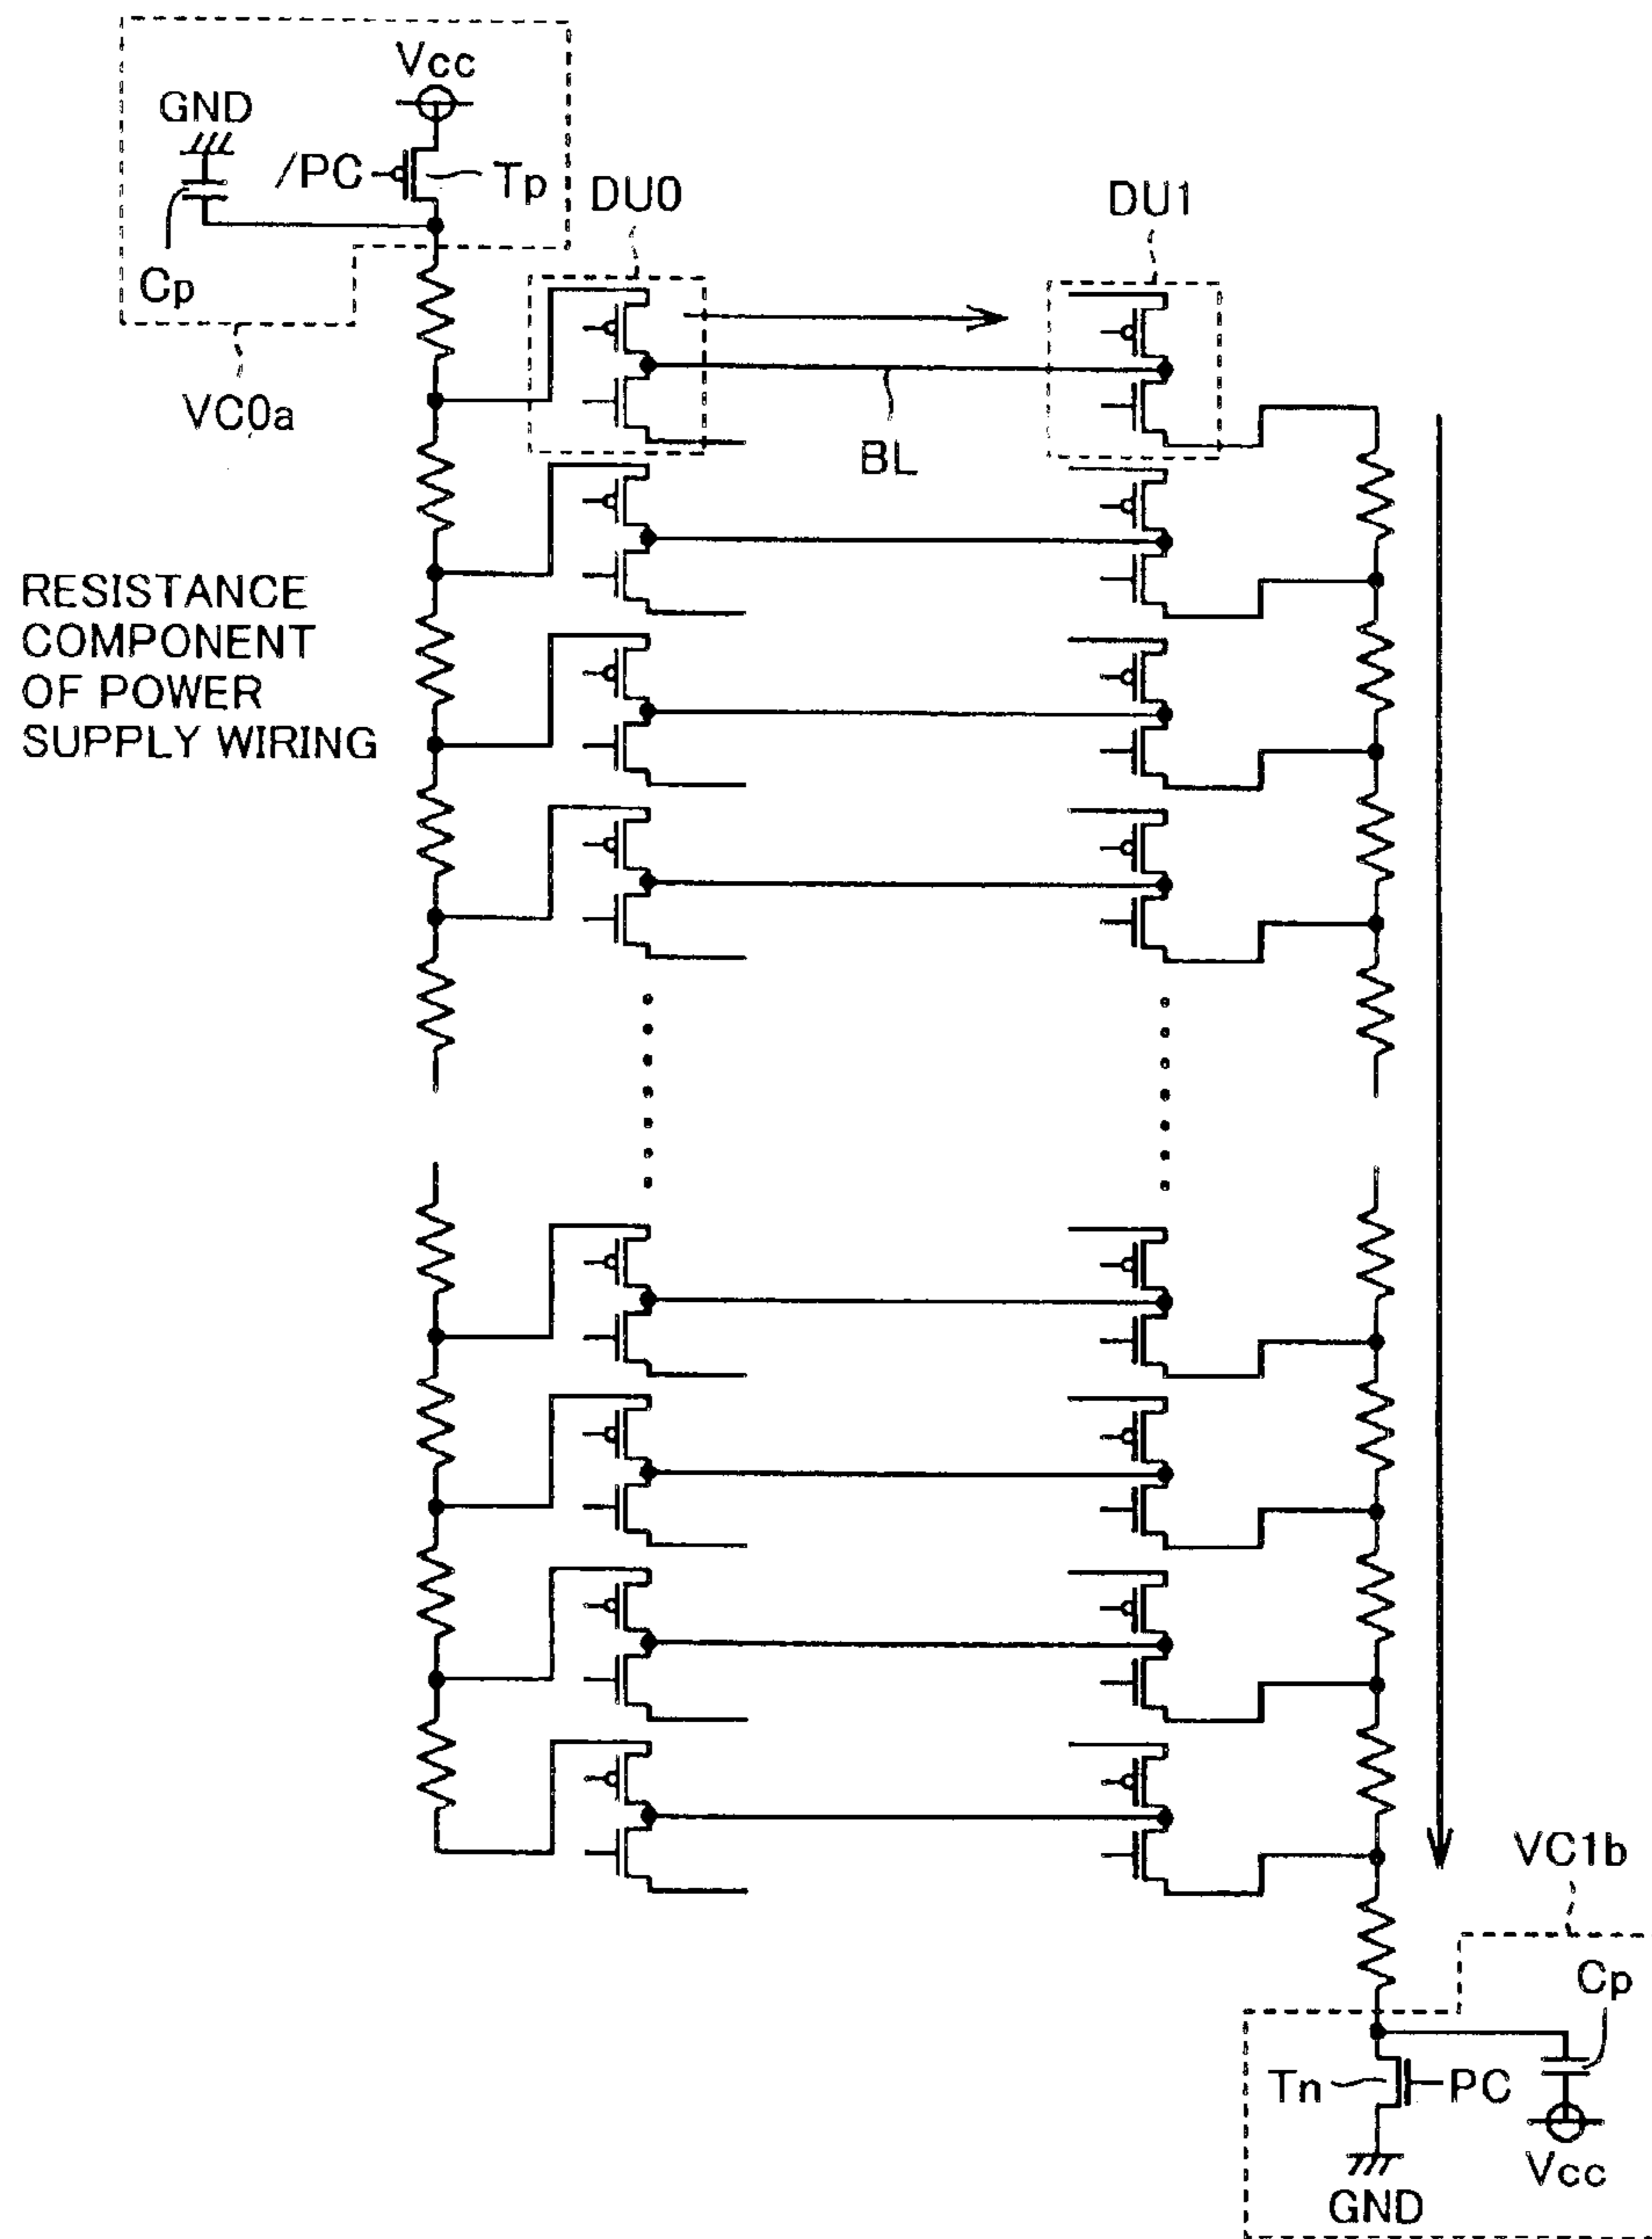 Vcc
GND
/PC
Tp
DU0
DU1
Cp
VC0a
BL
RESISTANCE
COMPONENT
OF POWER
SUPPLY WIRING
VC1b
Cp
Tn
PC
Vcc
GND